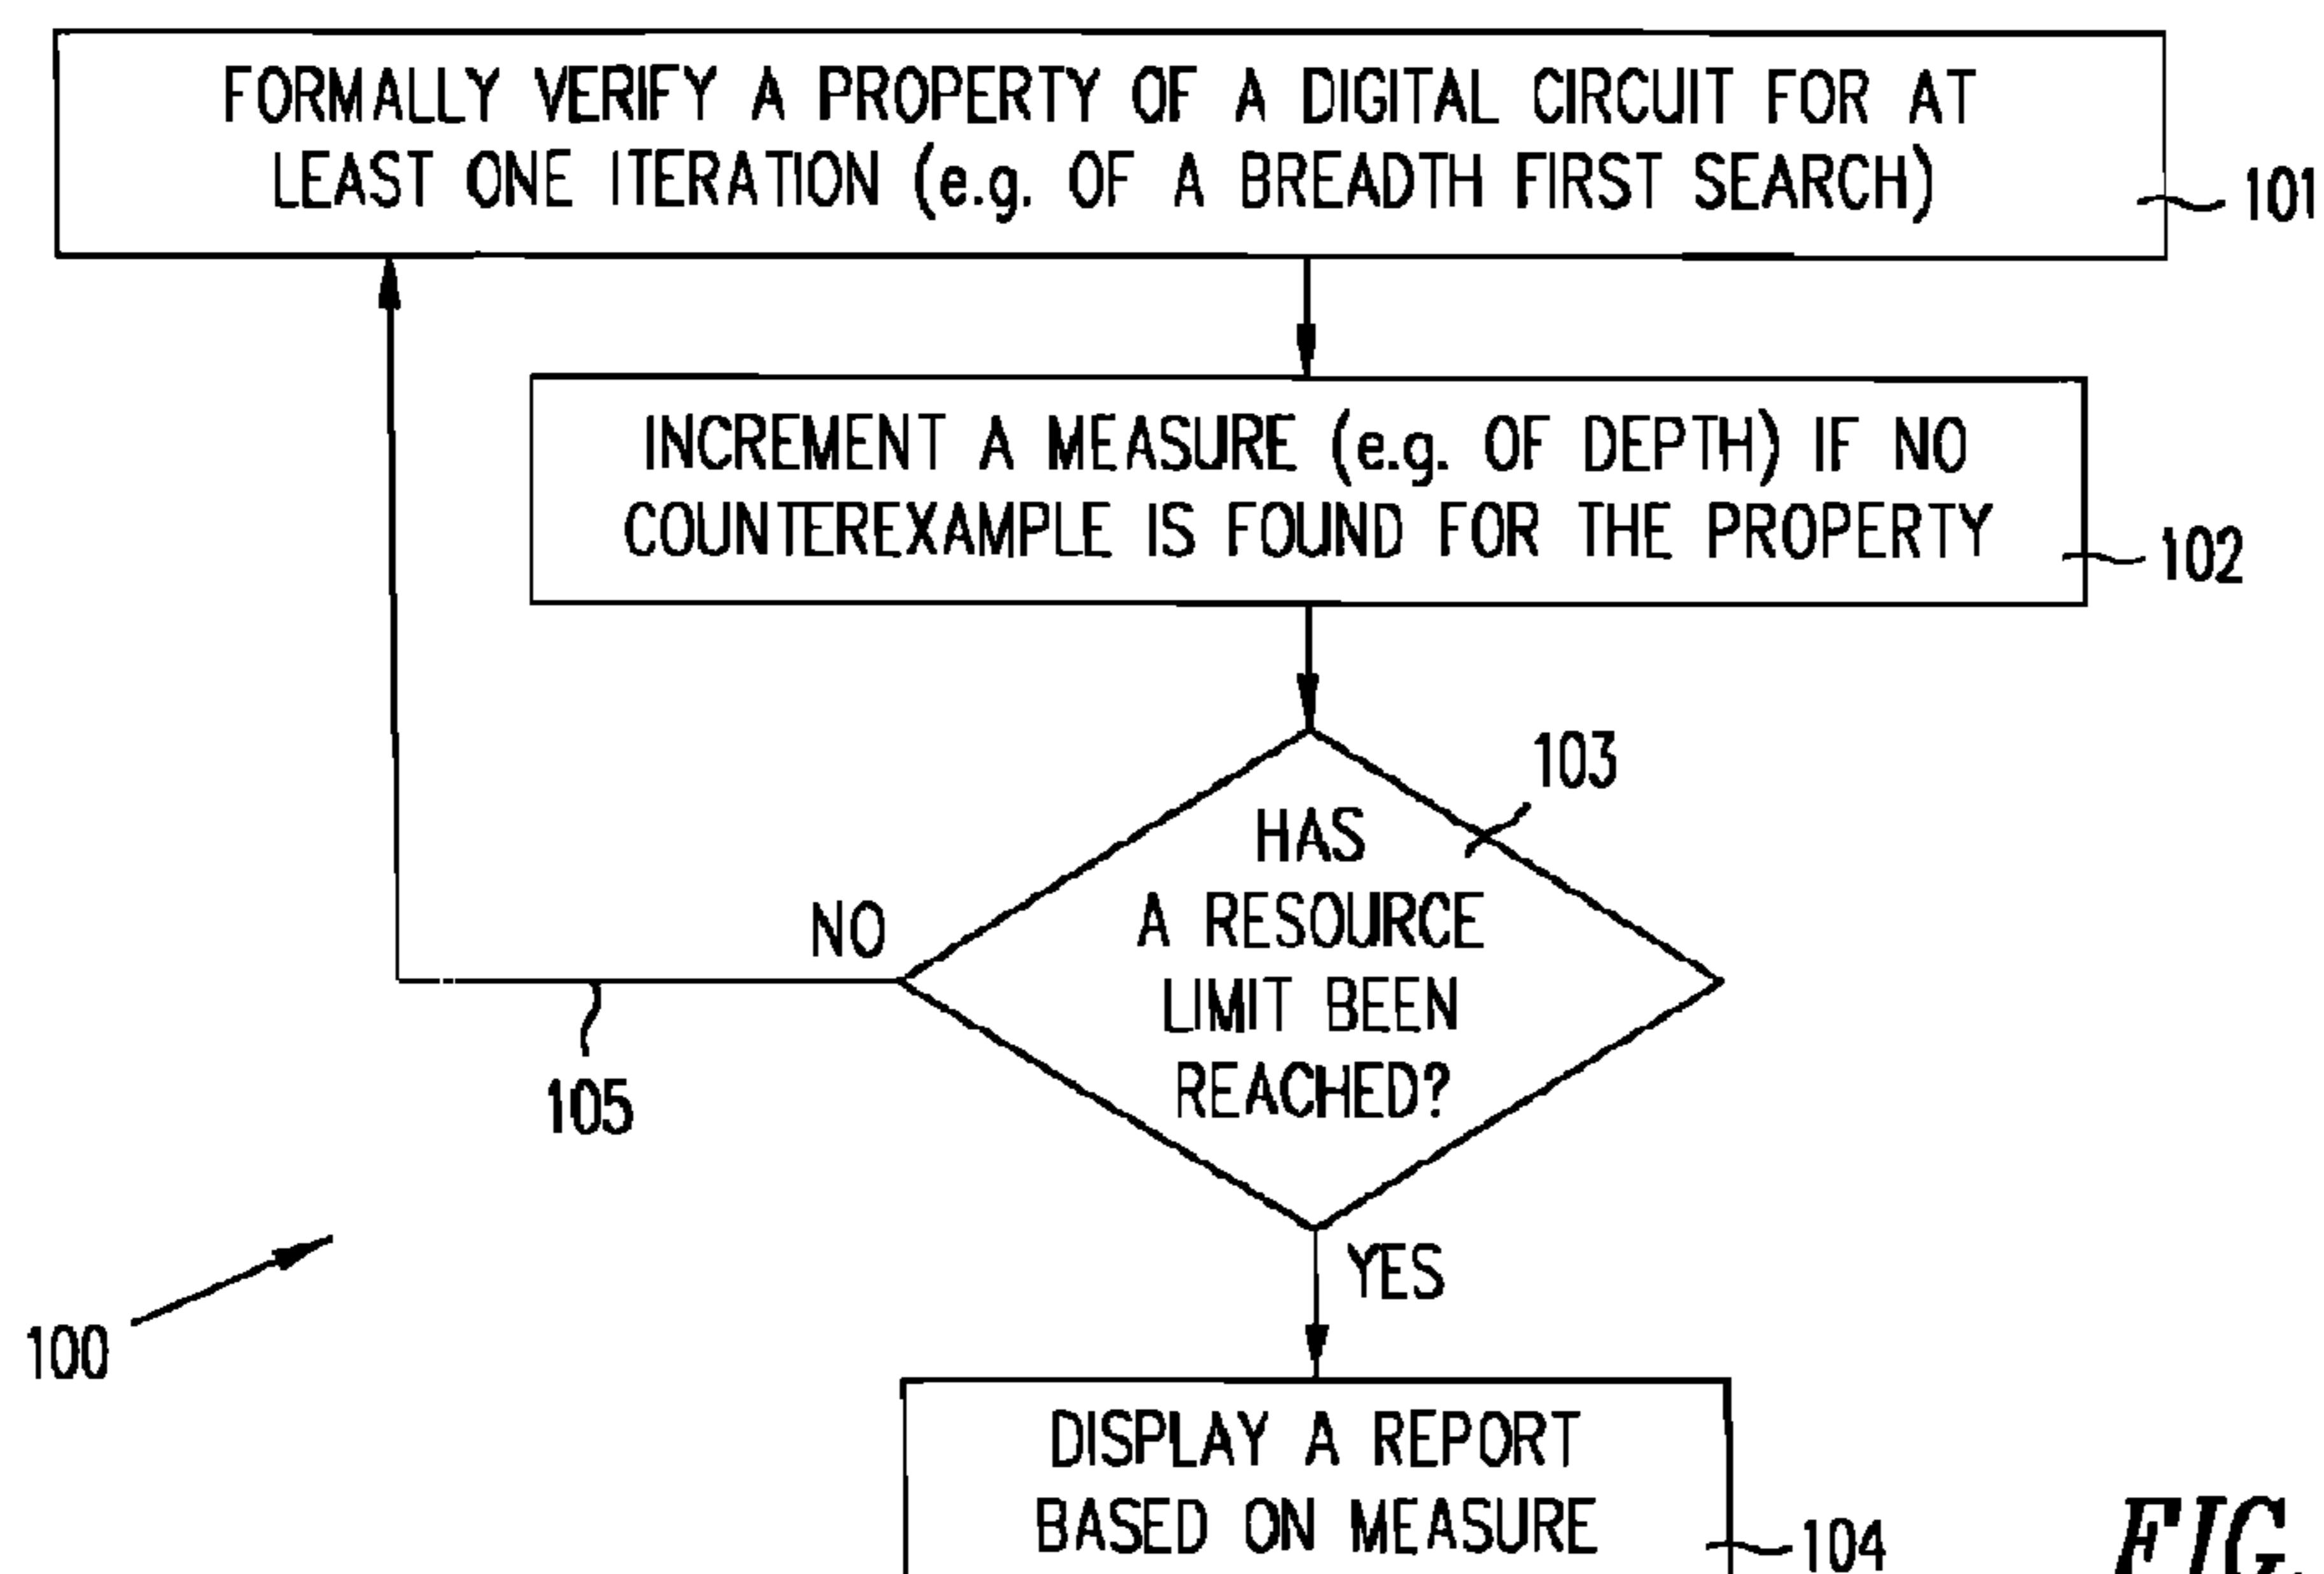 FORMALLY VERIFY A PROPERTY OF A DIGITAL CIRCUIT FOR AT
LEAST ONE ITERATION (e.g. OF A BREADTH FIRST SEARCH)
101
INCREMENT A MEASURE (e.g. OF DEPTH) IF NO
COUNTEREXAMPLE IS FOUND FOR THE PROPERTY
102
103
HAS
A RESOURCE
LIMIT BEEN
REACHED?
NO
105
YES
100
DISPLAY A REPORT
BASED ON MEASURE
104
FIG.